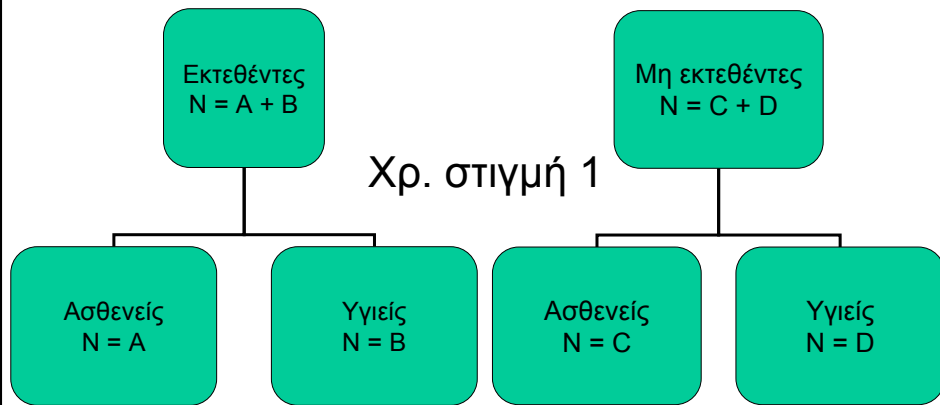 Εκτεθέντες
N = A + B
Μη εκτεθέντες
N = C + D
Χρ. στιγμή 1
Ασθενείς
N = A
Υγιείς
N = B
Ασθενείς
N = C
Υγιείς
N = D